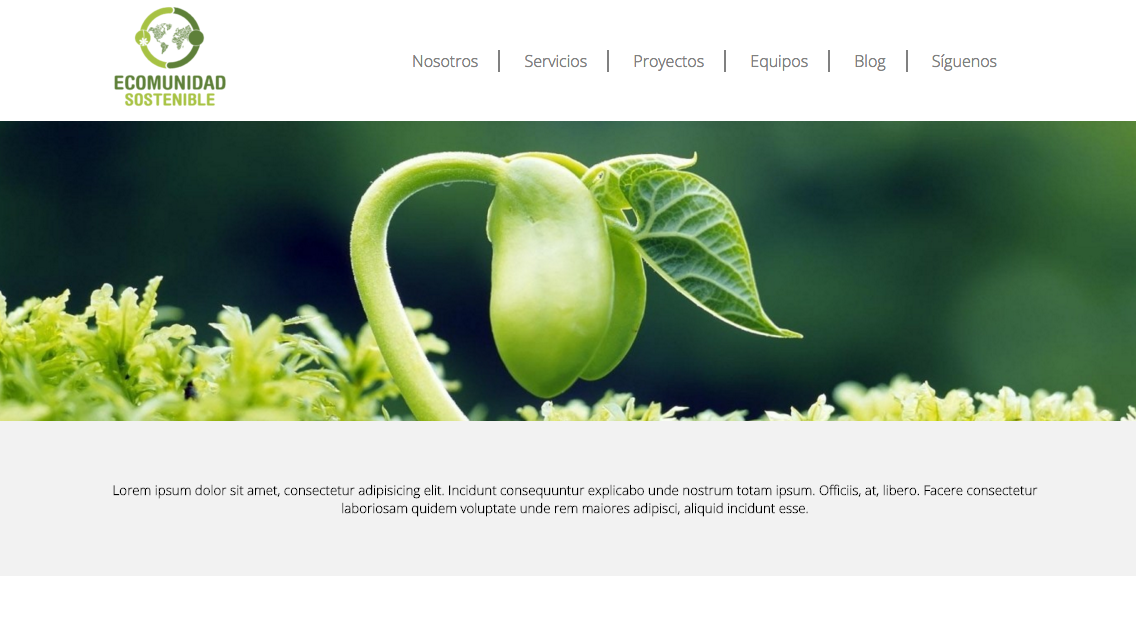 ECOMUNIDAD
SOSTENIBLE
Nosotros
Servicios
Proyectos
Equipos
Blog
Síguenos
Lorem ipsum dolor sit amet, consectetur adipisicing elit. Incidunt consequuntur explicabo unde nostrum totam ipsum. Officiis, at, libero. Facere consectetur
laboriosam quidem voluptate unde rem maiores adipisci, aliquid incidunt esse.